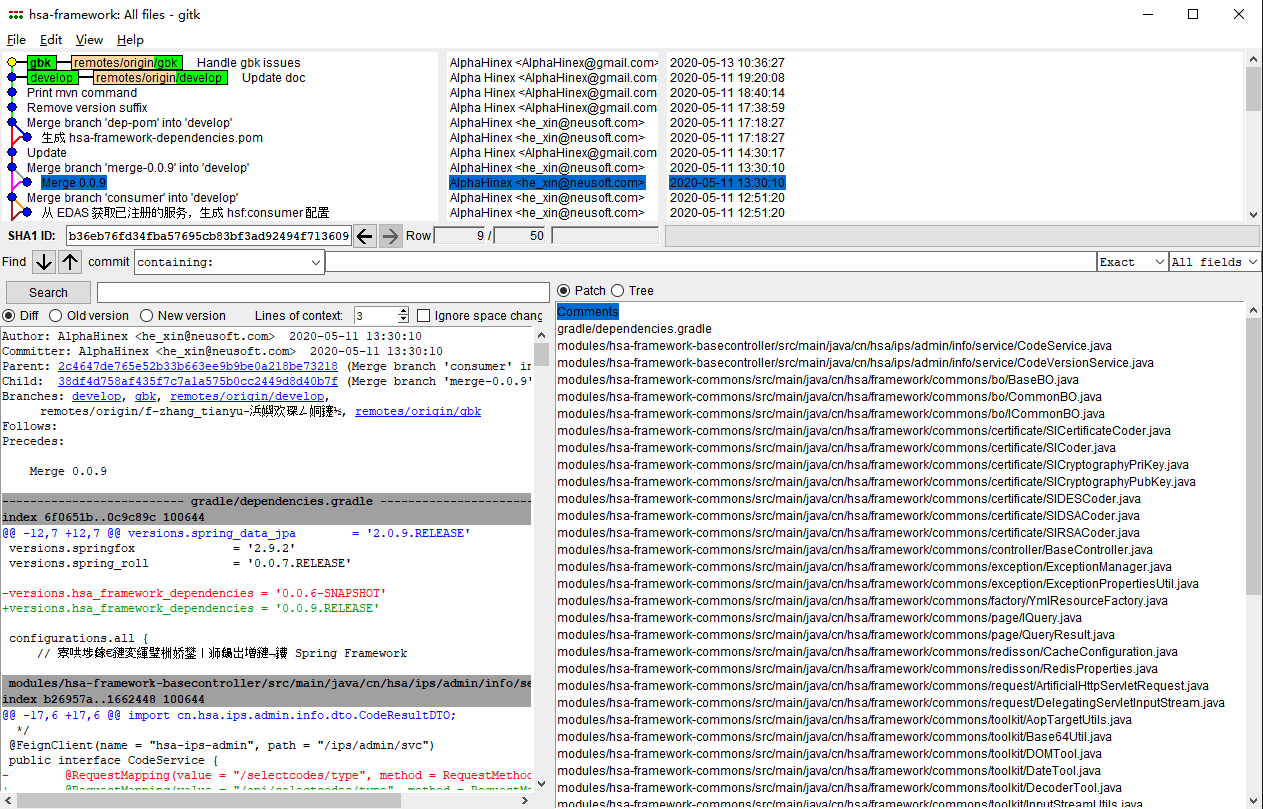 hsa-framework: All files - gitk
File Edit View Help
gbk remotes/origin/gbk Handle gbk issues AlphaHinex <AlphaHinex@gmail.com> 2020-05-13 10:36:27
develop remotes/origin/develop Update doc Alpha Hinex <AlphaHinex@gmail.com 2020-05-11 19:20:08
Print mvn command Alpha Hinex <AlphaHinex@gmail.com 2020-05-11 18:40:14
Remove version suffix Alpha Hinex <AlphaHinex@gmail.com 2020-05-11 17:38:59
Merge branch 'dep-pom' into 'develop' AlphaHinex <he_xin@neusoft.com> 2020-05-11 17:18:27
生成 hsa-framework-dependencies.pom AlphaHinex <he_xin@neusoft.com> 2020-05-11 17:18:27
Update Alpha Hinex <AlphaHinex@gmail.com 2020-05-11 14:30:17
Merge branch 'merge-0.0.9' into 'develop' AlphaHinex <he_xin@neusoft.com> 2020-05-11 13:30:10
Merge 0.0.9 AlphaHinex <he_xin@neusoft.com> 2020-05-11 13:30:10
Merge branch 'consumer' into 'develop' AlphaHinex <he_xin@neusoft.com> 2020-05-11 12:51:20
从 EDAS 获取已注册的服务，生成 hsf:consumer 配置 AlphaHinex <he_xin@neusoft.com> 2020-05-11 12:51:20
SHA1 ID: b36eb76fd34fba57695cb83bf3ad92494f713609 Row 9 / 50
Find commit containing: Exact All fields
Search
Diff Old version New version Lines of context: 3 Ignore space chang
Author: AlphaHinex <he_xin@neusoft.com> 2020-05-11 13:30:10
Committer: AlphaHinex <he_xin@neusoft.com> 2020-05-11 13:30:10
Parent: 2c4647de765e52b33b663ee9b9be0a218be73218 (Merge branch 'consumer' in
Child: 38df4d758af435f7c7a1a575b0cc2449d8d40b7f (Merge branch 'merge-0.0.9'
Branches: develop, gbk, remotes/origin/develop,
remotes/origin/f-zhang_tianyu- remotes/origin/gbk
Follows:
Precedes:
Merge 0.0.9
------------------------- gradle/dependencies.gradle ---------------------
index 6f0651b..0c9c89c 100644
@@ -12,7 +12,7 @@ versions.spring_data_jpa = '2.0.9.RELEASE'
versions.springfox = '2.9.2'
versions.spring_roll = '0.0.7.RELEASE'
-versions.hsa_framework_dependencies = '0.0.6-SNAPSHOT'
+versions.hsa_framework_dependencies = '0.0.9.RELEASE'
configurations.all {
// Spring Framework
modules/hsa-framework-basecontroller/src/main/java/cn/hsa/ips/admin/info/se
index b26957a..1662448 100644
@@ -17,6 +17,6 @@ import cn.hsa.ips.admin.info.dto.CodeResultDTO;
*/
@FeignClient(name = "hsa-ips-admin", path = "/ips/admin/svc")
public interface CodeService {
- @RequestMapping(value = "/selectcodes/type", method = RequestMethod
+ @RequestMapping(value = "/api/selectcodes/type", method = RequestM
Patch Tree
Comments
gradle/dependencies.gradle
modules/hsa-framework-basecontroller/src/main/java/cn/hsa/ips/admin/info/service/CodeService.java
modules/hsa-framework-basecontroller/src/main/java/cn/hsa/ips/admin/info/service/CodeVersionService.java
modules/hsa-framework-commons/src/main/java/cn/hsa/framework/commons/bo/BaseBO.java
modules/hsa-framework-commons/src/main/java/cn/hsa/framework/commons/bo/CommonBO.java
modules/hsa-framework-commons/src/main/java/cn/hsa/framework/commons/bo/ICommonBO.java
modules/hsa-framework-commons/src/main/java/cn/hsa/framework/commons/certificate/SICertificateCoder.java
modules/hsa-framework-commons/src/main/java/cn/hsa/framework/commons/certificate/SICoder.java
modules/hsa-framework-commons/src/main/java/cn/hsa/framework/commons/certificate/SICryptographyPriKey.java
modules/hsa-framework-commons/src/main/java/cn/hsa/framework/commons/certificate/SICryptographyPubKey.java
modules/hsa-framework-commons/src/main/java/cn/hsa/framework/commons/certificate/SIDESCoder.java
modules/hsa-framework-commons/src/main/java/cn/hsa/framework/commons/certificate/SIDSACoder.java
modules/hsa-framework-commons/src/main/java/cn/hsa/framework/commons/certificate/SIRSACoder.java
modules/hsa-framework-commons/src/main/java/cn/hsa/framework/commons/controller/BaseController.java
modules/hsa-framework-commons/src/main/java/cn/hsa/framework/commons/exception/ExceptionManager.java
modules/hsa-framework-commons/src/main/java/cn/hsa/framework/commons/exception/ExceptionPropertiesUtil.java
modules/hsa-framework-commons/src/main/java/cn/hsa/framework/commons/factory/YmlResourceFactory.java
modules/hsa-framework-commons/src/main/java/cn/hsa/framework/commons/page/IQuery.java
modules/hsa-framework-commons/src/main/java/cn/hsa/framework/commons/page/QueryResult.java
modules/hsa-framework-commons/src/main/java/cn/hsa/framework/commons/redisson/CacheConfiguration.java
modules/hsa-framework-commons/src/main/java/cn/hsa/framework/commons/redisson/RedisProperties.java
modules/hsa-framework-commons/src/main/java/cn/hsa/framework/commons/request/ArtificialHttpServletRequest.java
modules/hsa-framework-commons/src/main/java/cn/hsa/framework/commons/request/DelegatingServletInputStream.java
modules/hsa-framework-commons/src/main/java/cn/hsa/framework/commons/toolkit/AopTargetUtils.java
modules/hsa-framework-commons/src/main/java/cn/hsa/framework/commons/toolkit/Base64Util.java
modules/hsa-framework-commons/src/main/java/cn/hsa/framework/commons/toolkit/DOMTool.java
modules/hsa-framework-commons/src/main/java/cn/hsa/framework/commons/toolkit/DateTool.java
modules/hsa-framework-commons/src/main/java/cn/hsa/framework/commons/toolkit/DecoderTool.java
modules/hsa-framework-commons/src/main/java/cn/hsa/framework/commons/toolkit/InputStreamUtils.java